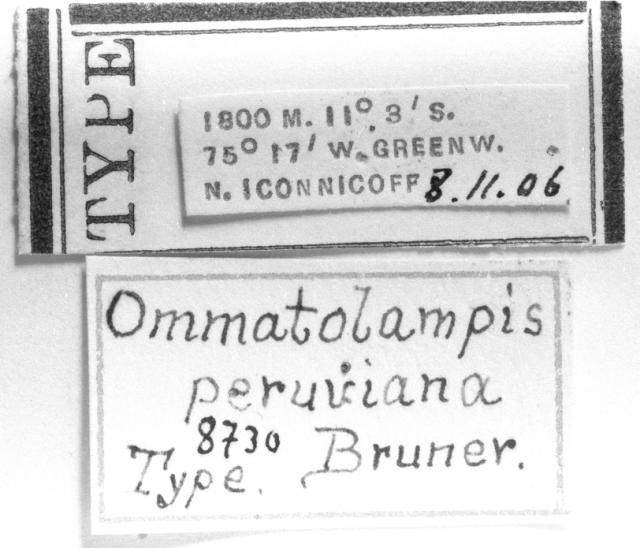 TYPE
1800 M. 11° 3' S.
75° 17' W. GREENW.
N. ICONNICOFF 8.11.06
Ommatolampis
peruviana
8730
Type. Bruner.